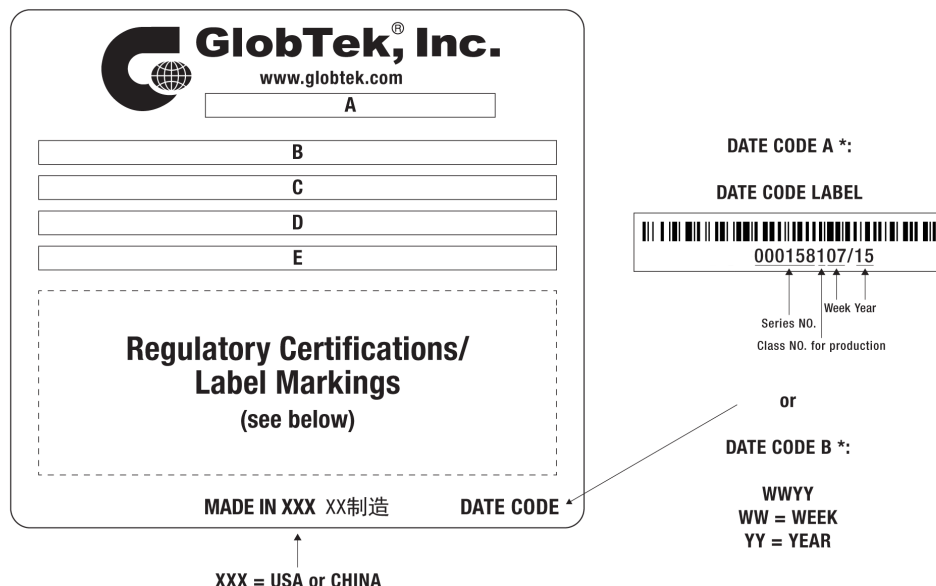 GlobTek,® Inc.
www.globtek.com
A
B
C
D
E
Regulatory Certifications/
Label Markings
(see below)
MADE IN XXX XX制造
DATE CODE
XXX = USA or CHINA
DATE CODE A *:
DATE CODE LABEL
000158107/15
Week Year
Series NO.
Class NO. for production
or
DATE CODE B *:
WWYY
WW = WEEK
YY = YEAR